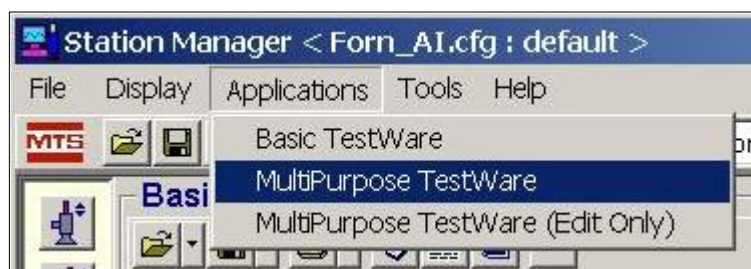 Station Manager < Forn_AI.cfg : default >
File Display Applications Tools Help
MTS
Basic TestWare
MultiPurpose TestWare
Basi
MultiPurpose TestWare (Edit Only)